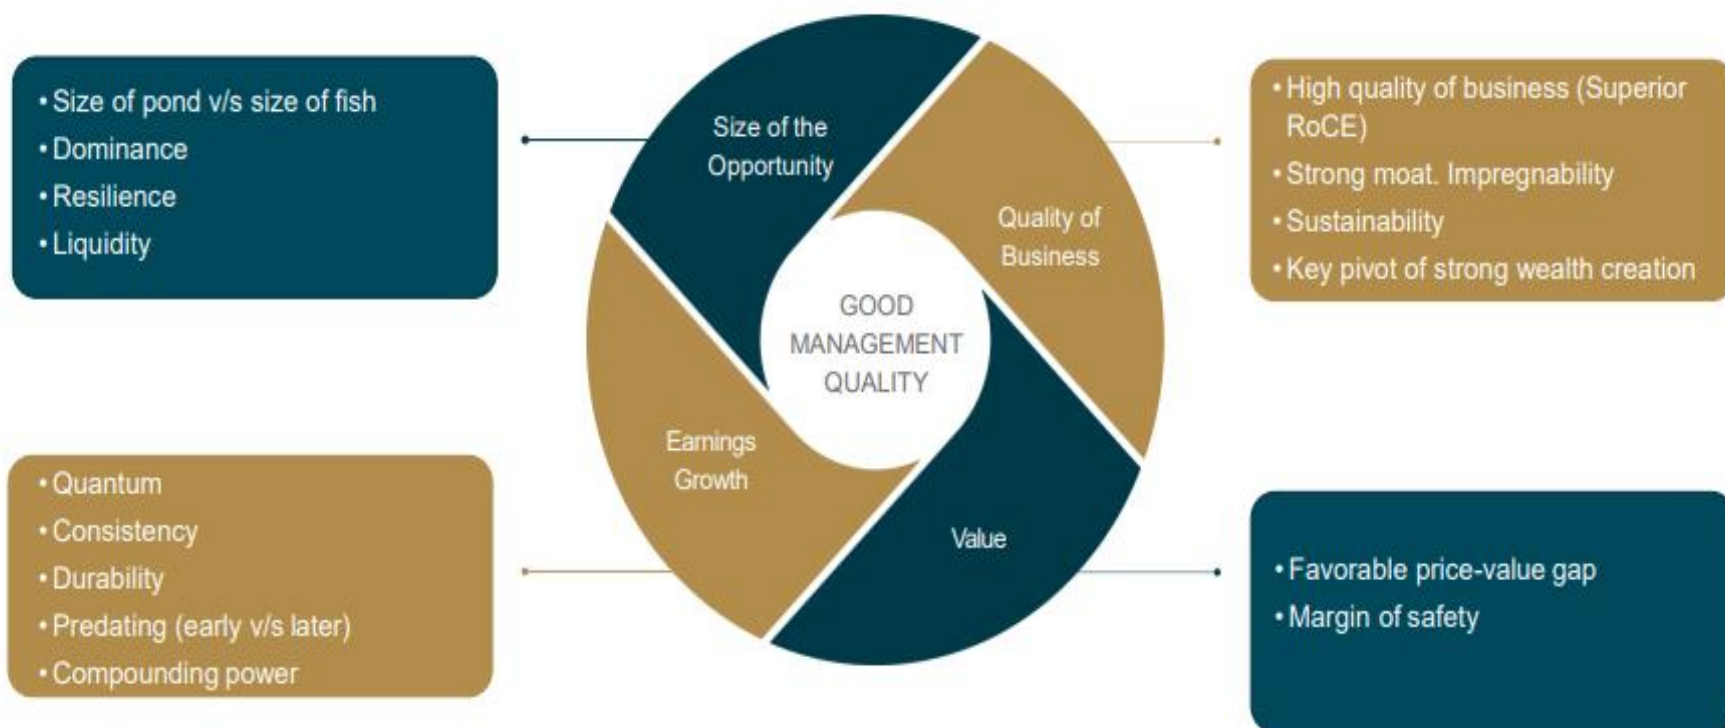 • Size of pond v/s size of fish
• Dominance
• Resilience
• Liquidity
Size of the
Opportunity
Quality of
Business
• High quality of business (Superior
RoCE)
• Strong moat. Impregnability
• Sustainability
• Key pivot of strong wealth creation
GOOD
MANAGEMENT
QUALITY
• Quantum
• Consistency
• Durability
• Predating (early v/s later)
• Compounding power
Earnings
Growth
Value
• Favorable price-value gap
• Margin of safety